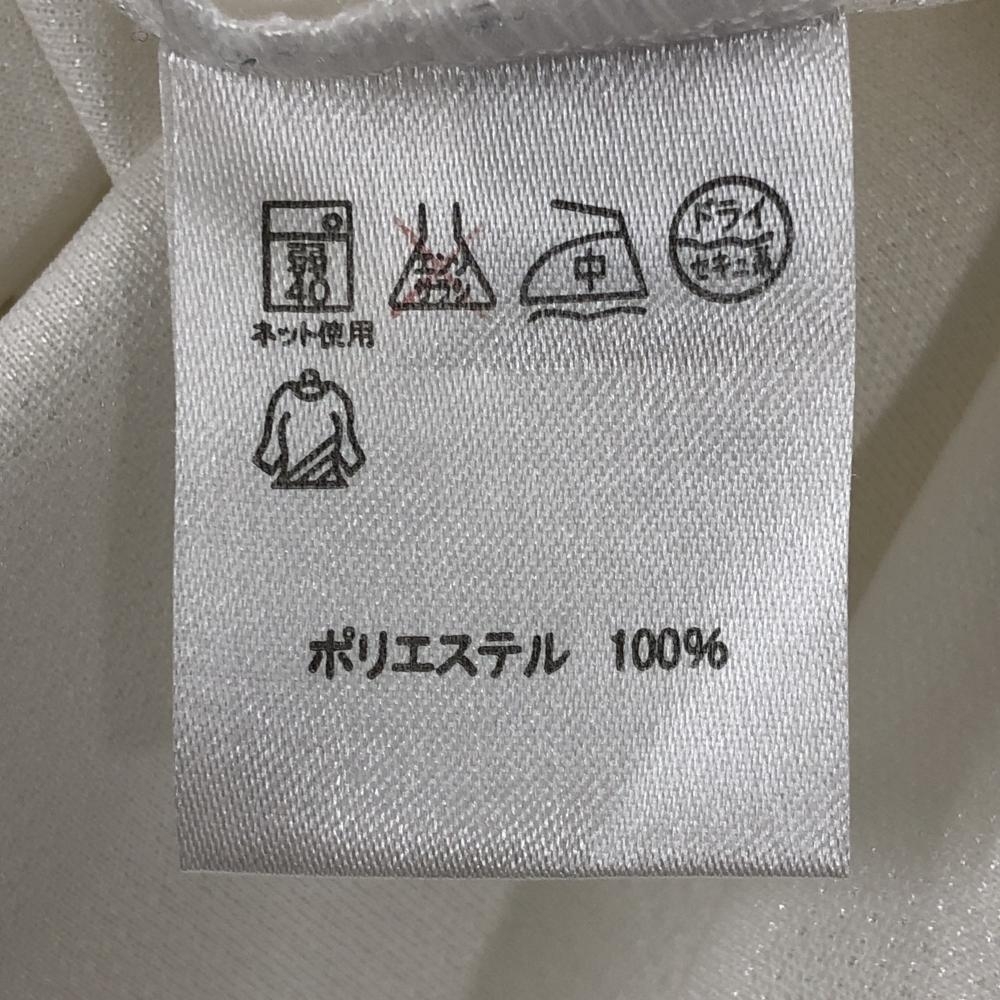 弱
40
ネット使用
エンソ
サラシ
中
ドライ
セキユ系
ポリエステル 100%